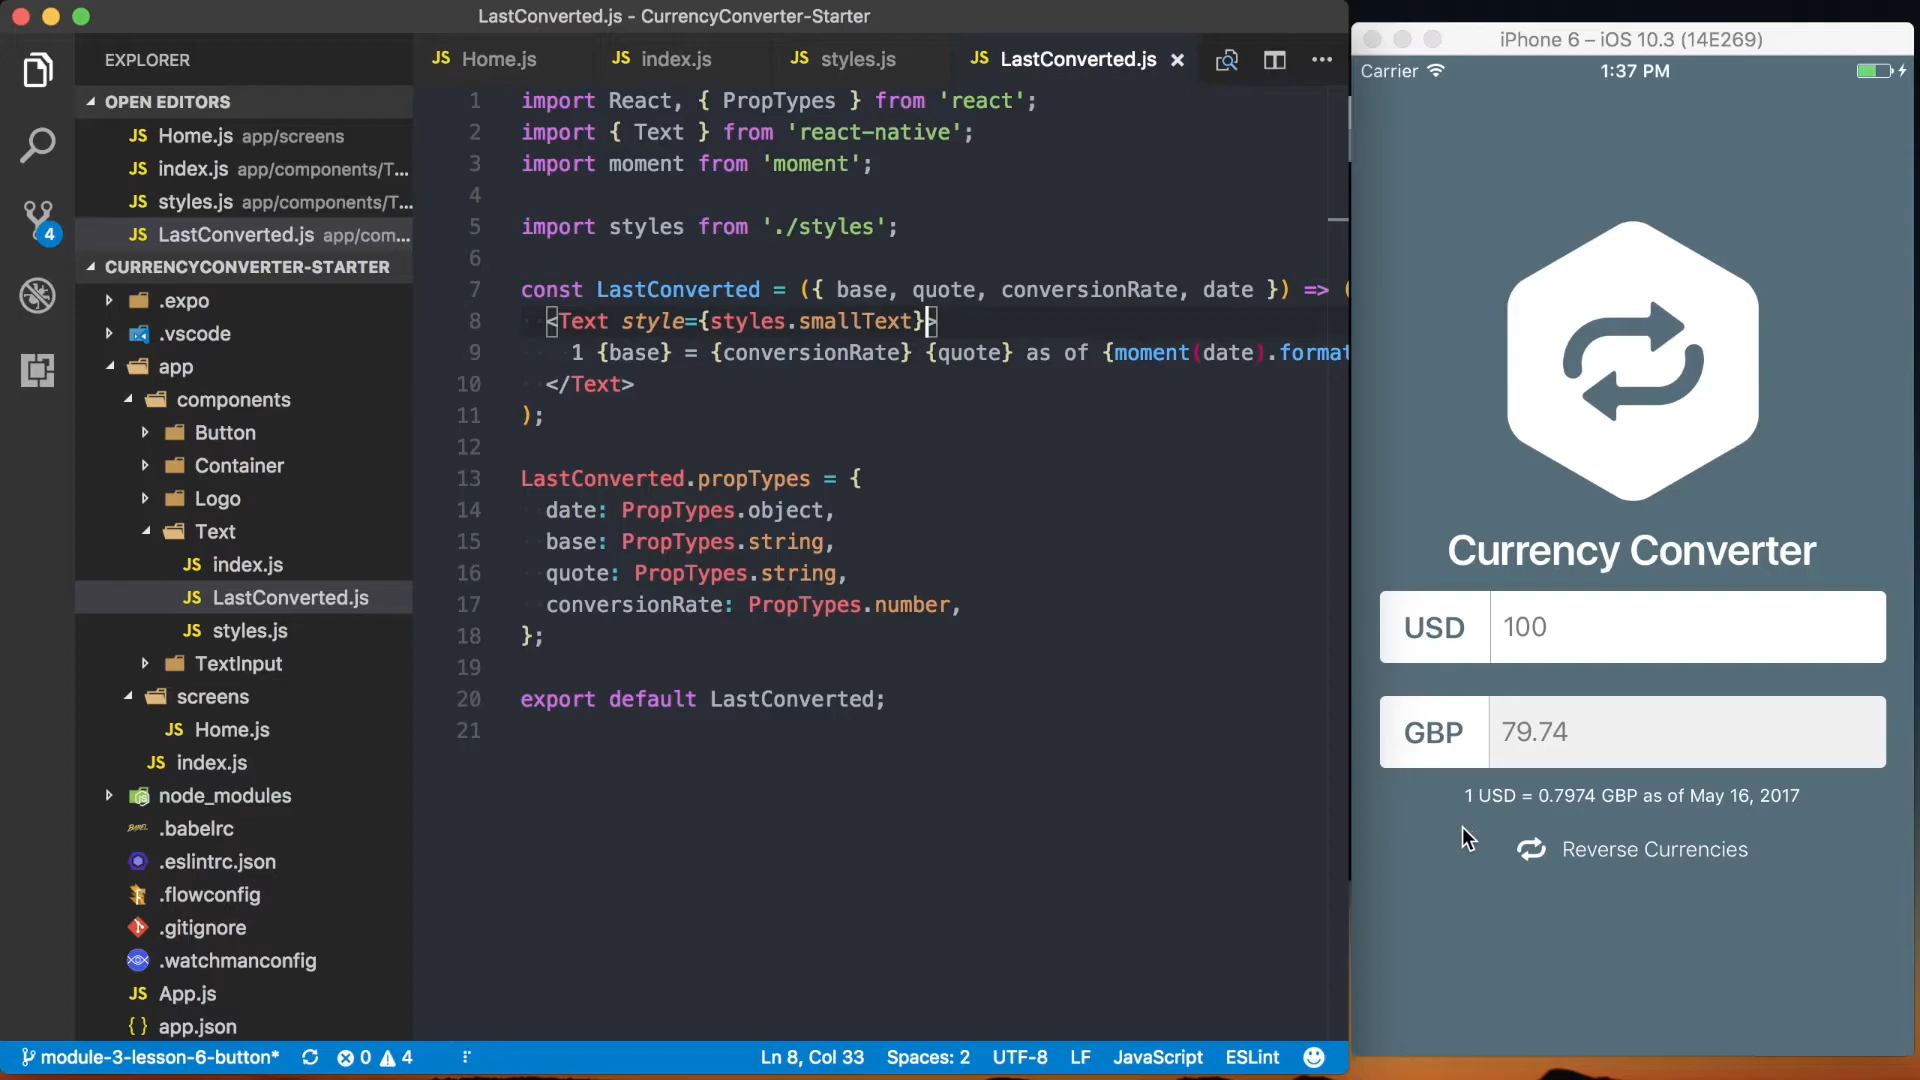 LastConverted.js - CurrencyConverter-Starter
EXPLORER
OPEN EDITORS
JS Home.js app/screens
JS index.js app/components/T...
JS styles.js app/components/T...
JS LastConverted.js app/com...
CURRENCYCONVERTER-STARTER
.expo
.vscode
app
components
Button
Container
Logo
Text
JS index.js
JS LastConverted.js
JS styles.js
TextInput
screens
JS Home.js
JS index.js
node_modules
.babelrc
.eslintrc.json
.flowconfig
.gitignore
.watchmanconfig
JS App.js
{ } app.json
4
JS Home.js
JS index.js
JS styles.js
JS LastConverted.js
1 import React, { PropTypes } from 'react';
2 import { Text } from 'react-native';
3 import moment from 'moment';
4
5 import styles from './styles';
6
7 const LastConverted = ({ base, quote, conversionRate, date }) => (
8 <Text style={styles.smallText}>
9 1 {base} = {conversionRate} {quote} as of {moment(date).format
10 </Text>
11 );
12
13 LastConverted.propTypes = {
14 date: PropTypes.object,
15 base: PropTypes.string,
16 quote: PropTypes.string,
17 conversionRate: PropTypes.number,
18 };
19
20 export default LastConverted;
21
module-3-lesson-6-button* 0 4 Ln 8, Col 33 Spaces: 2 UTF-8 LF JavaScript ESLint
iPhone 6 – iOS 10.3 (14E269)
Carrier 1:37 PM
Currency Converter
USD 100
GBP 79.74
1 USD = 0.7974 GBP as of May 16, 2017
Reverse Currencies